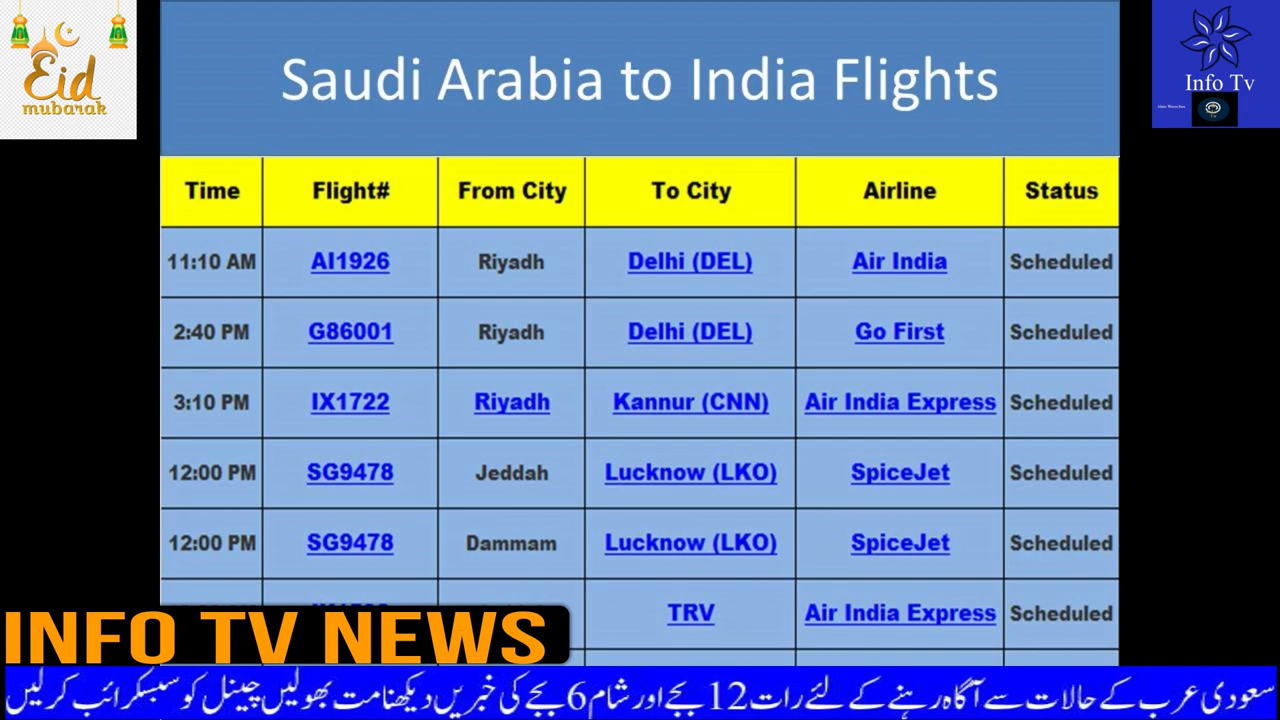 Eid
mubarak
Saudi Arabia to India Flights
Info Tv
Time Flight# From City To City Airline Status
11:10 AM AI1926 Riyadh Delhi (DEL) Air India Scheduled
2:40 PM G86001 Riyadh Delhi (DEL) Go First Scheduled
3:10 PM IX1722 Riyadh Kannur (CNN) Air India Express Scheduled
12:00 PM SG9478 Jeddah Lucknow (LKO) SpiceJet Scheduled
12:00 PM SG9478 Dammam Lucknow (LKO) SpiceJet Scheduled
TRV Air India Express Scheduled
INFO TV NEWS
سعودی عرب کے حالات سے آگاہ رہنے کے لئے رات 12 بجے اور شام 6 بجے کی خبریں دیکھنا مت بھولیں چینل کو سبسکرائب کر لیں